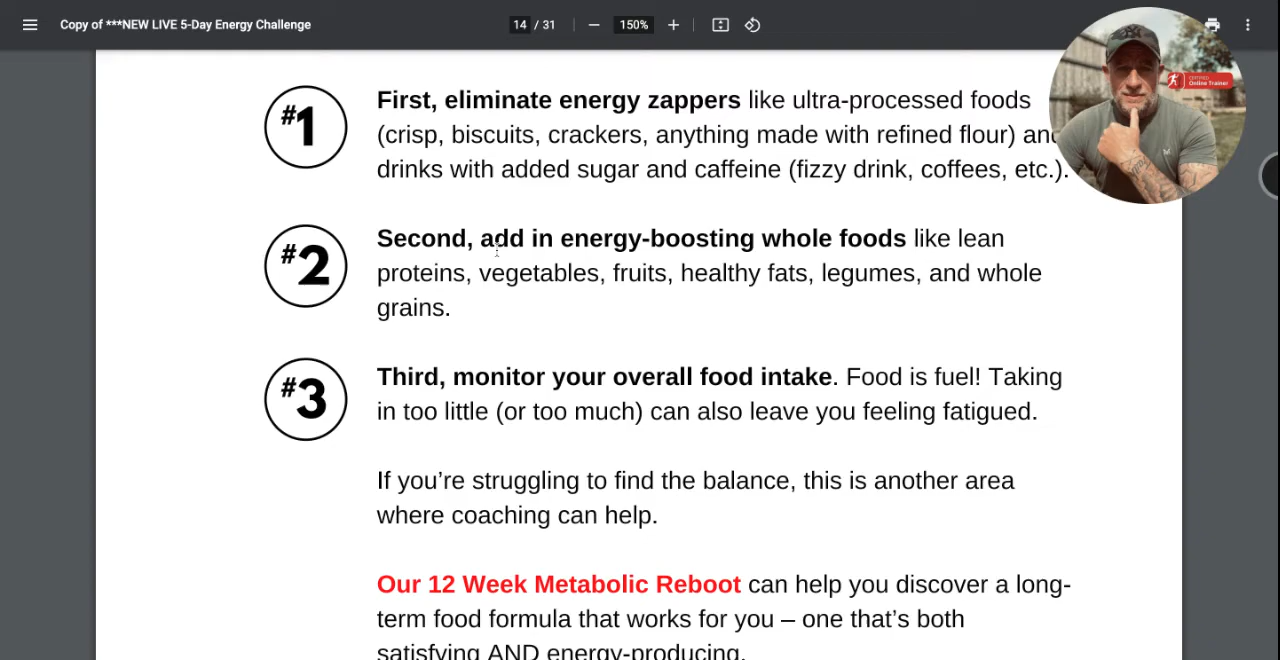 Copy of ***NEW LIVE 5-Day Energy Challenge
14 / 31
150%
CERTIFIED
Online Trainer
#1
First, eliminate energy zappers like ultra-processed foods
(crisp, biscuits, crackers, anything made with refined flour) and
drinks with added sugar and caffeine (fizzy drink, coffees, etc.).
#2
Second, add in energy-boosting whole foods like lean
proteins, vegetables, fruits, healthy fats, legumes, and whole
grains.
#3
Third, monitor your overall food intake. Food is fuel! Taking
in too little (or too much) can also leave you feeling fatigued.
If you’re struggling to find the balance, this is another area
where coaching can help.
Our 12 Week Metabolic Reboot can help you discover a long-
term food formula that works for you – one that’s both
satisfying AND energy-producing.